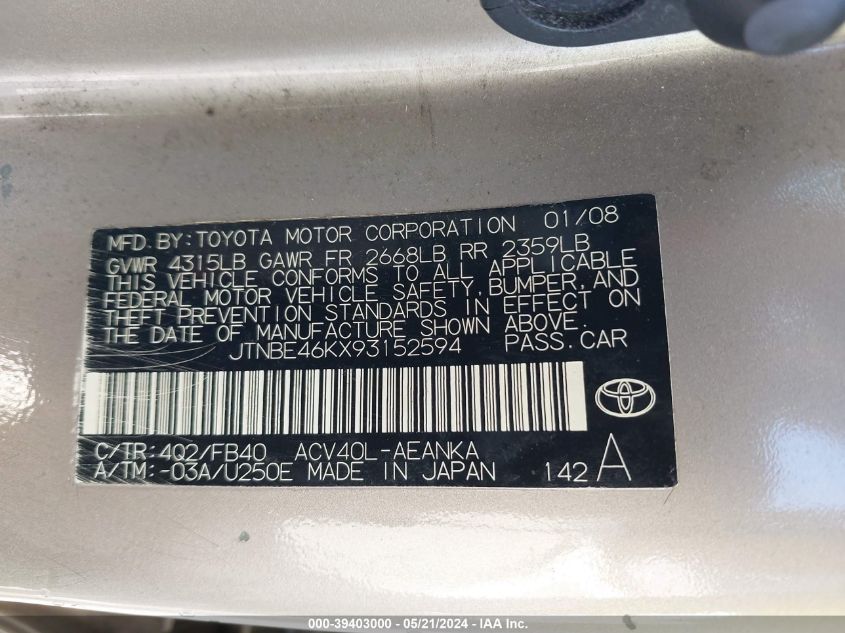 MFD. BY: TOYOTA MOTOR CORPORATION 01/08
GVWR 4315LB GAWR FR 2668LB RR 2359LB
THIS VEHICLE CONFORMS TO ALL APPLICABLE
FEDERAL MOTOR VEHICLE SAFETY, BUMPER, AND
THEFT PREVENTION STANDARDS IN EFFECT ON
THE DATE OF MANUFACTURE SHOWN ABOVE.
JTNBE46KX93152594 PASS. CAR
C/TR: 4Q2/FB40 ACV40L-AEANKA
A/TM: -03A/U250E MADE IN JAPAN 142 A
000-39403000 - 05/21/2024 - IAA Inc.